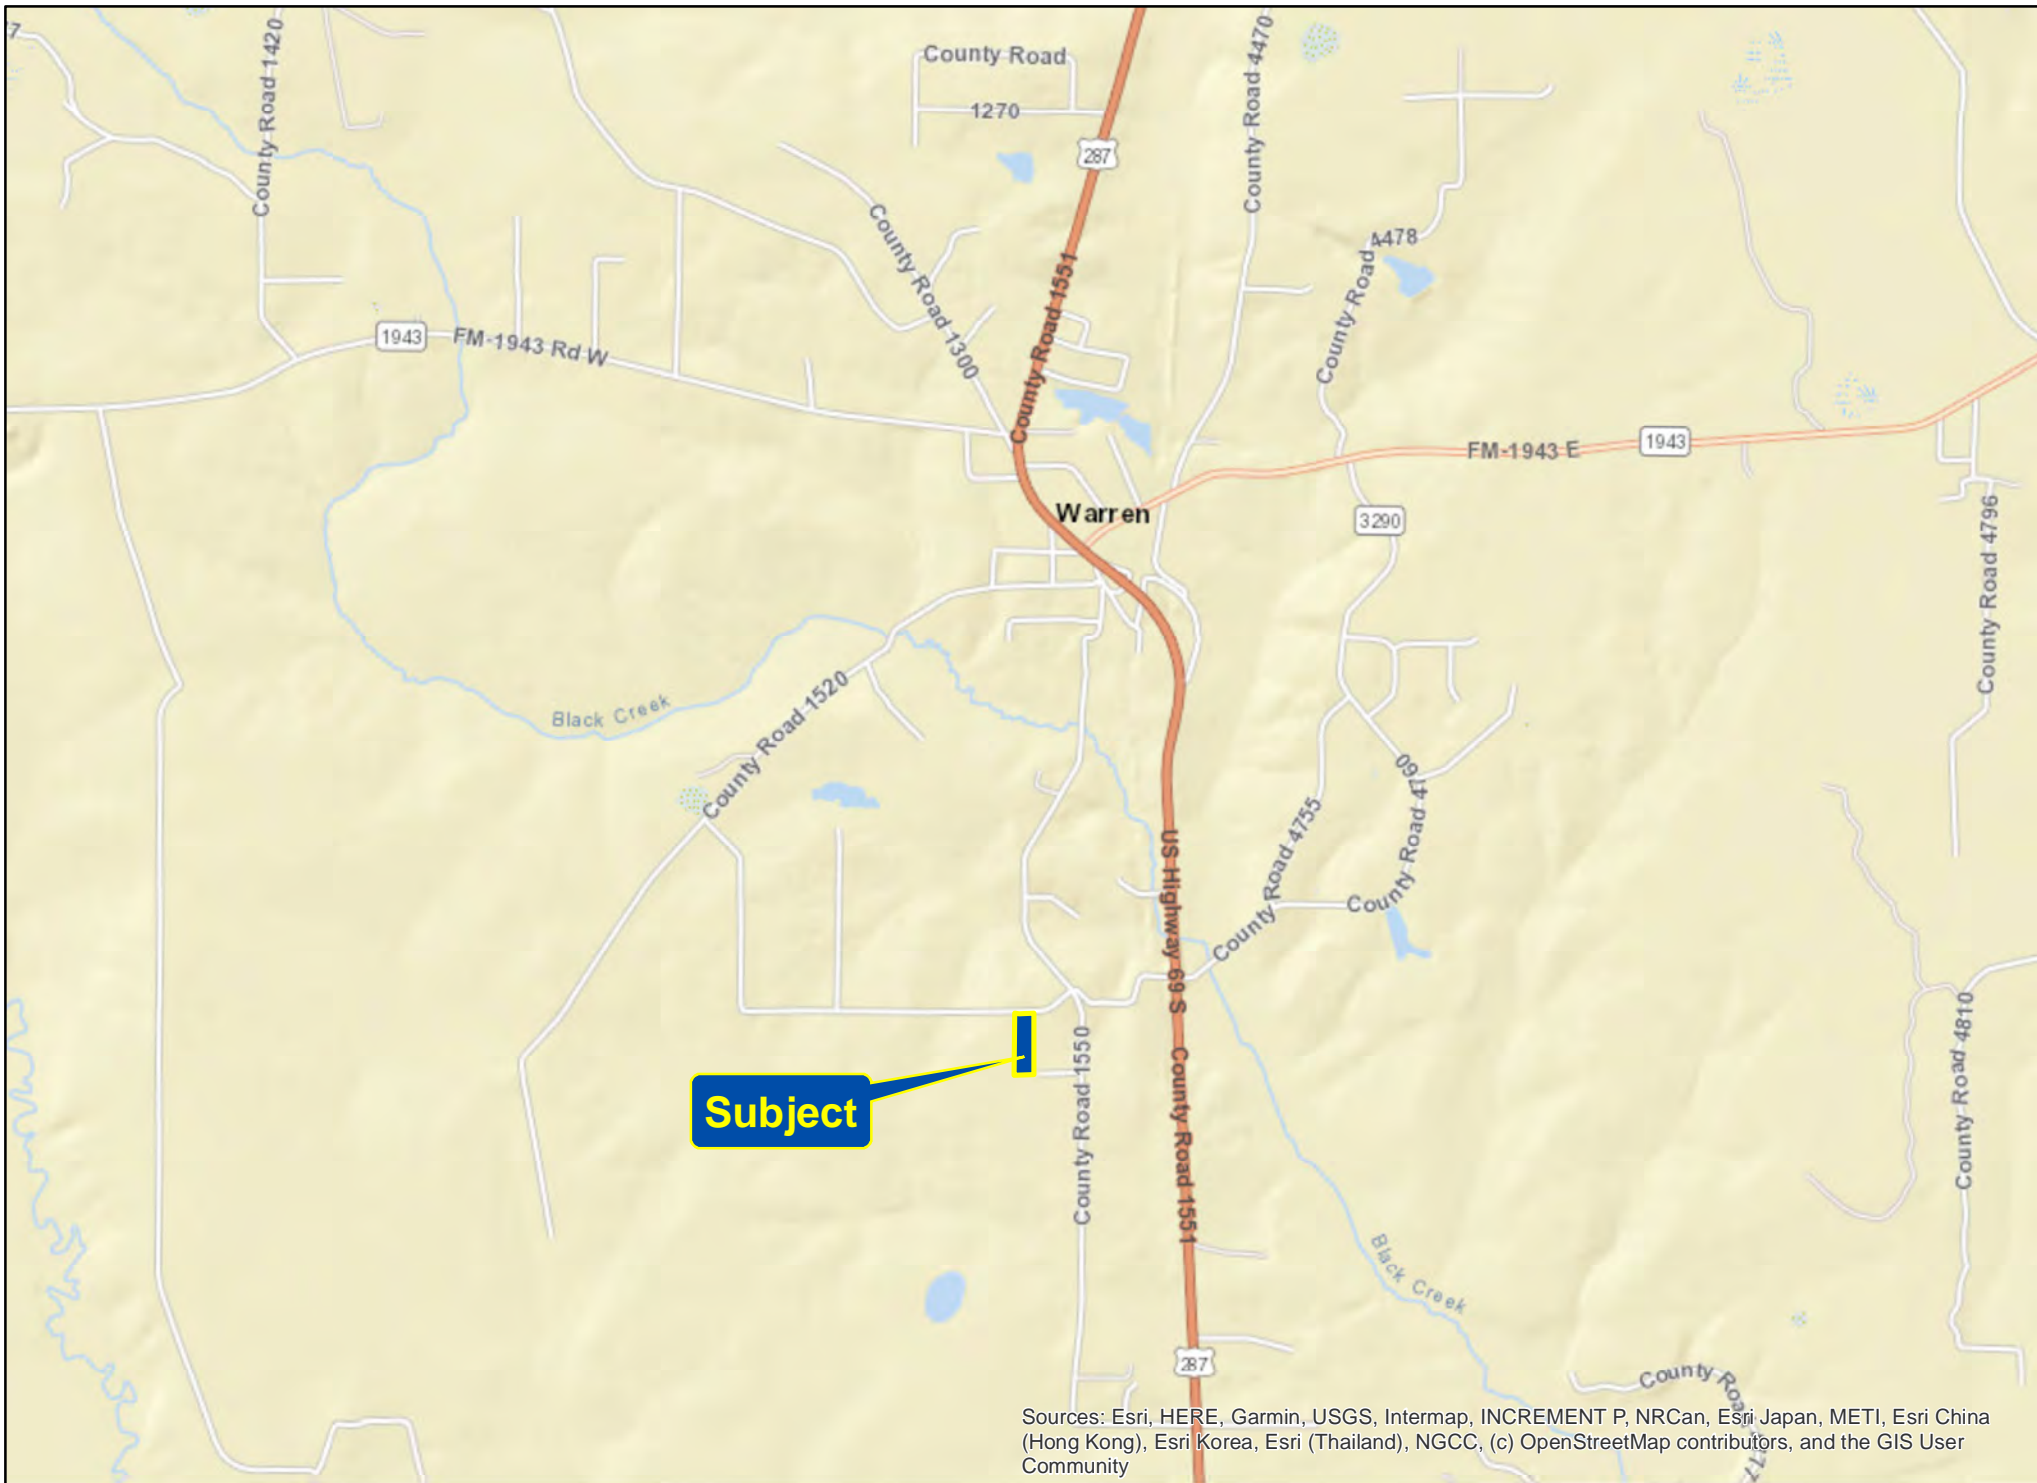 County Road 1420
County Road
1270
County Road 4470
287
County Road 1300
County Road 1551
County Road 4478
1943
FM-1943 Rd W
FM-1943 E
1943
Warren
3290
County Road 4796
Black Creek
County Road 1520
County Road 4755
County Road 4760
US Highway 69 S
County Road 1551
Subject
County Road 1550
County Road 4810
Black Creek
287
County Road
Sources: Esri, HERE, Garmin, USGS, Intermap, INCREMENT P, NRCan, Esri Japan, METI, Esri China
(Hong Kong), Esri Korea, Esri (Thailand), NGCC, (c) OpenStreetMap contributors, and the GIS User
Community